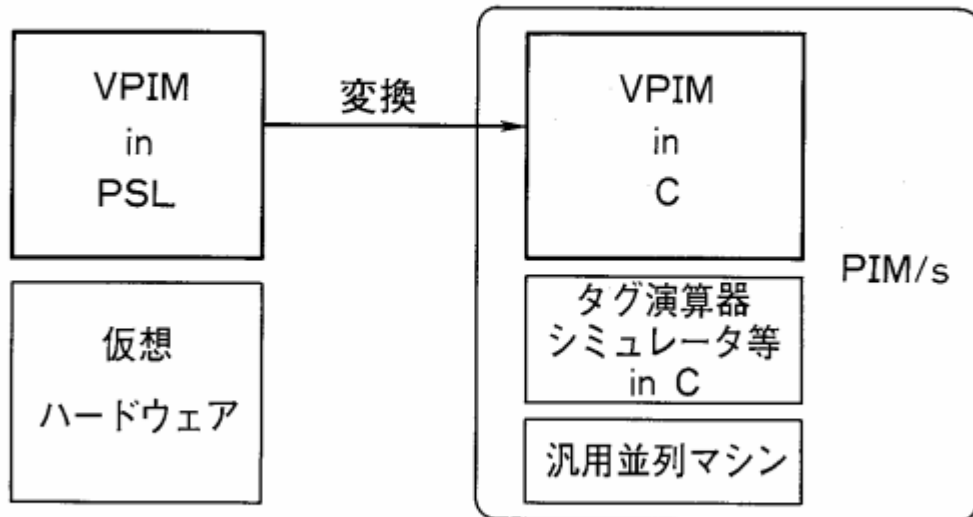 VPIM
in
PSL
変換
VPIM
in
C
PIM/s
仮想
ハードウェア
タグ演算器
シミュレータ等
in C
汎用並列マシン